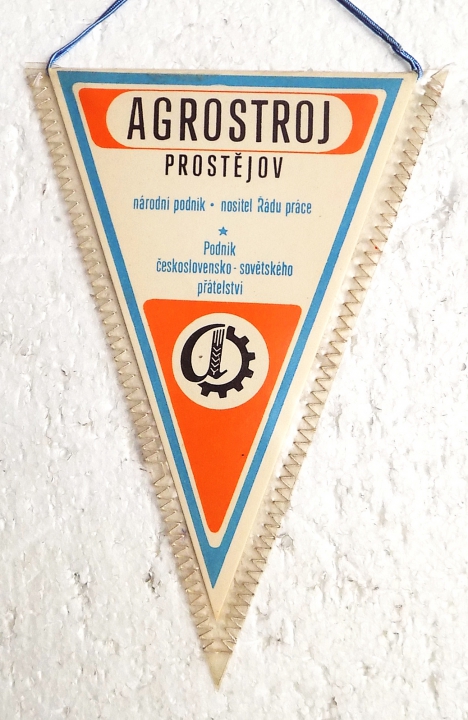 AGROSTROJ
PROSTĚJOV
národní podnik • nositel Řádu práce
★
Podnik
československo - sovětského
přátelství